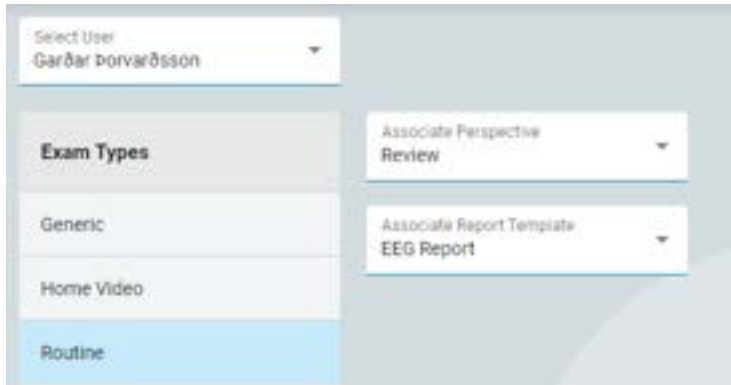 Select User
Garðar Þorvarðsson
Exam Types
Generic
Home Video
Routine
Associate Perspective
Review
Associate Report Template
EEG Report